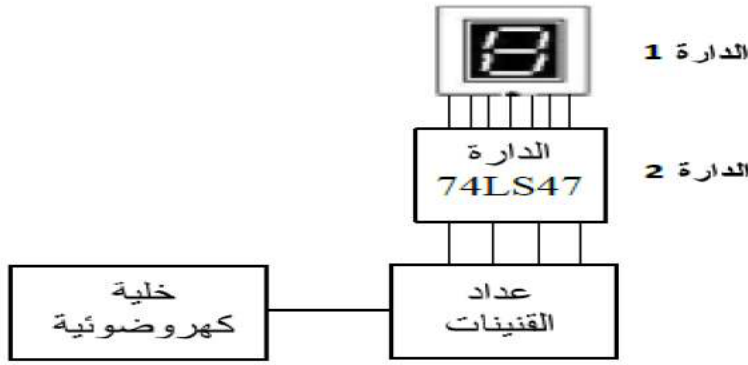 الدارة 1
الدارة
74LS47
الدارة 2
خلية
كهروضوئية
عداد
القنينات